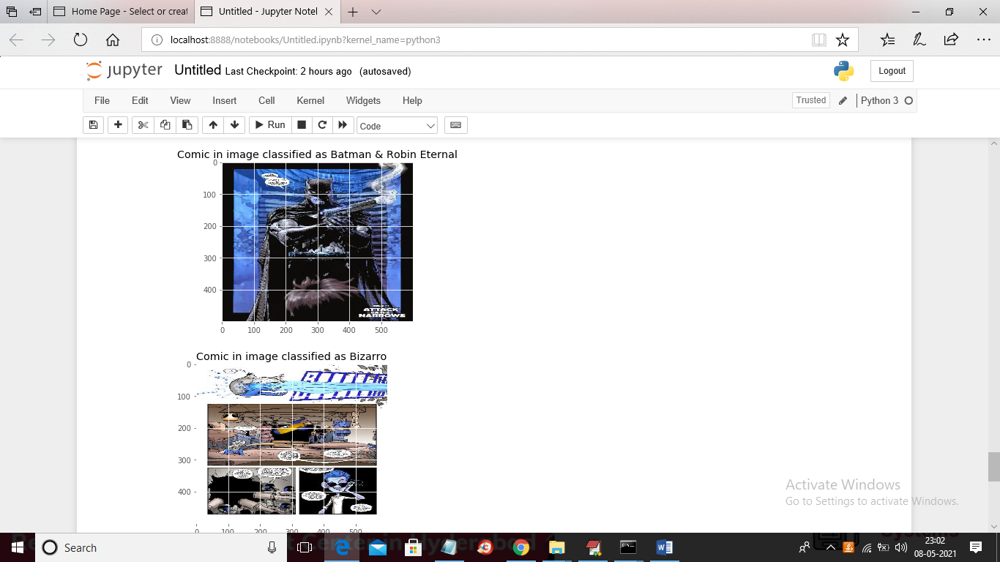 Home Page - Select or creat
Untitled - Jupyter Notel
localhost:8888/notebooks/Untitled.ipynb?kernel_name=python3
jupyter Untitled Last Checkpoint: 2 hours ago (autosaved)
Logout
File Edit View Insert Cell Kernel Widgets Help
Trusted Python 3
Run Code
Comic in image classified as Batman & Robin Eternal
0
100
200
300
400
ATTACK
NARROWS
0 100 200 300 400 500
Comic in image classified as Bizarro
0
100
200
300
400
0 100 200 300 400 500
Activate Windows
Go to Settings to activate Windows.
Search
23:02
08-05-2021